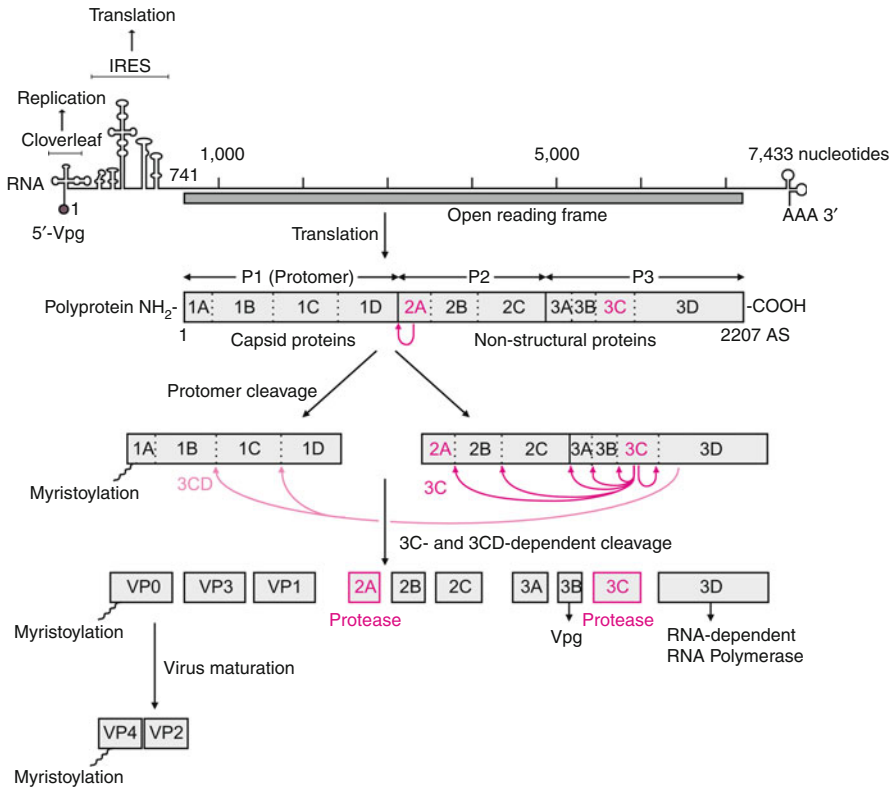 Translation
IRES
Replication
Cloverleaf
RNA
741
1,000
5,000
7,433 nucleotides
1
5′-Vpg
Open reading frame
AAA 3′
Translation
P1 (Protomer)
P2
P3
Polyprotein NH2-
1A
1B
1C
1D
2A
2B
2C
3A
3B
3C
3D
-COOH
1
Capsid proteins
Non-structural proteins
2207 AS
Protomer cleavage
1A
1B
1C
1D
2A
2B
2C
3A
3B
3C
3D
Myristoylation
3CD
3C
3C- and 3CD-dependent cleavage
VP0
VP3
VP1
2A
2B
2C
3A
3B
3C
3D
Myristoylation
Protease
Vpg
Protease
RNA-dependent
RNA Polymerase
Virus maturation
VP4
VP2
Myristoylation